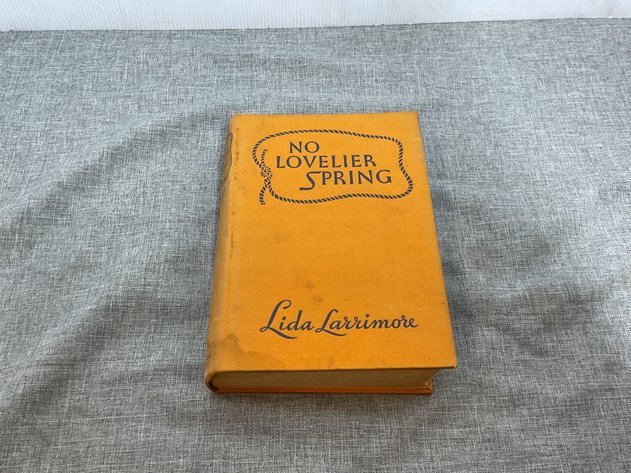 NO
LOVELIER
SPRING
Lida Larrimore